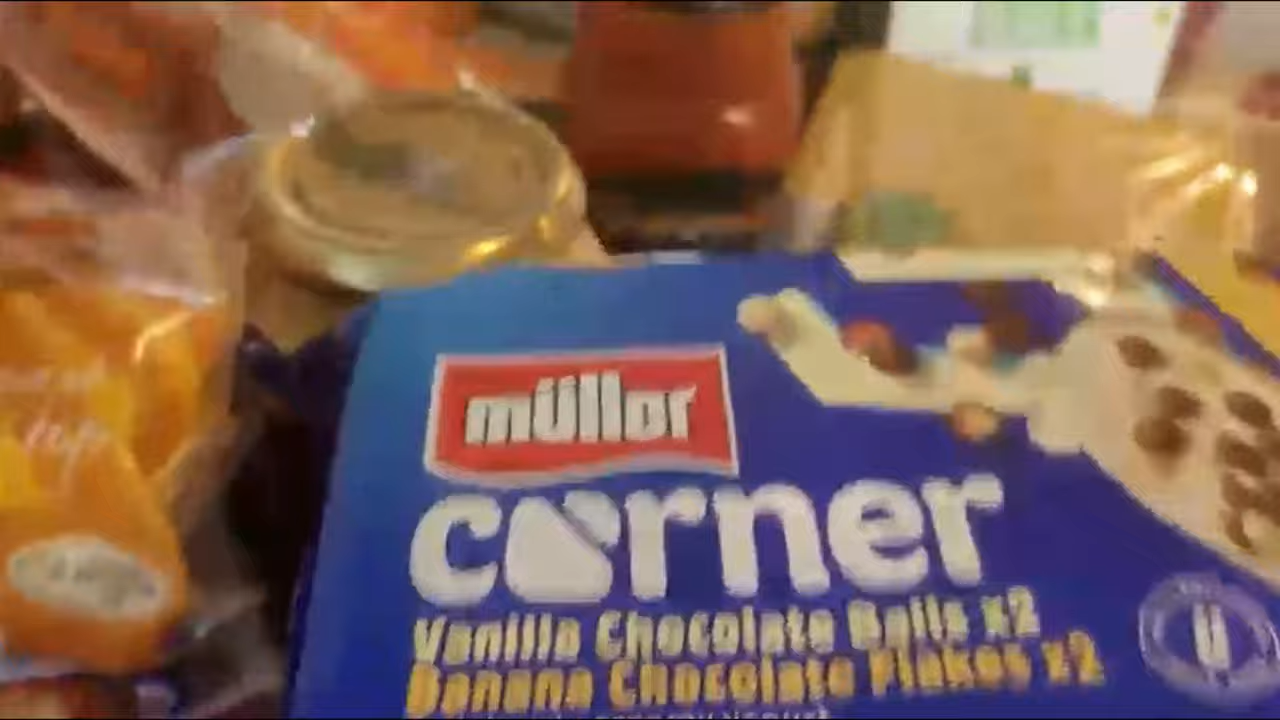 müller
corner
Vanilla Chocolate Balls x2
Banana Chocolate Flakes x2